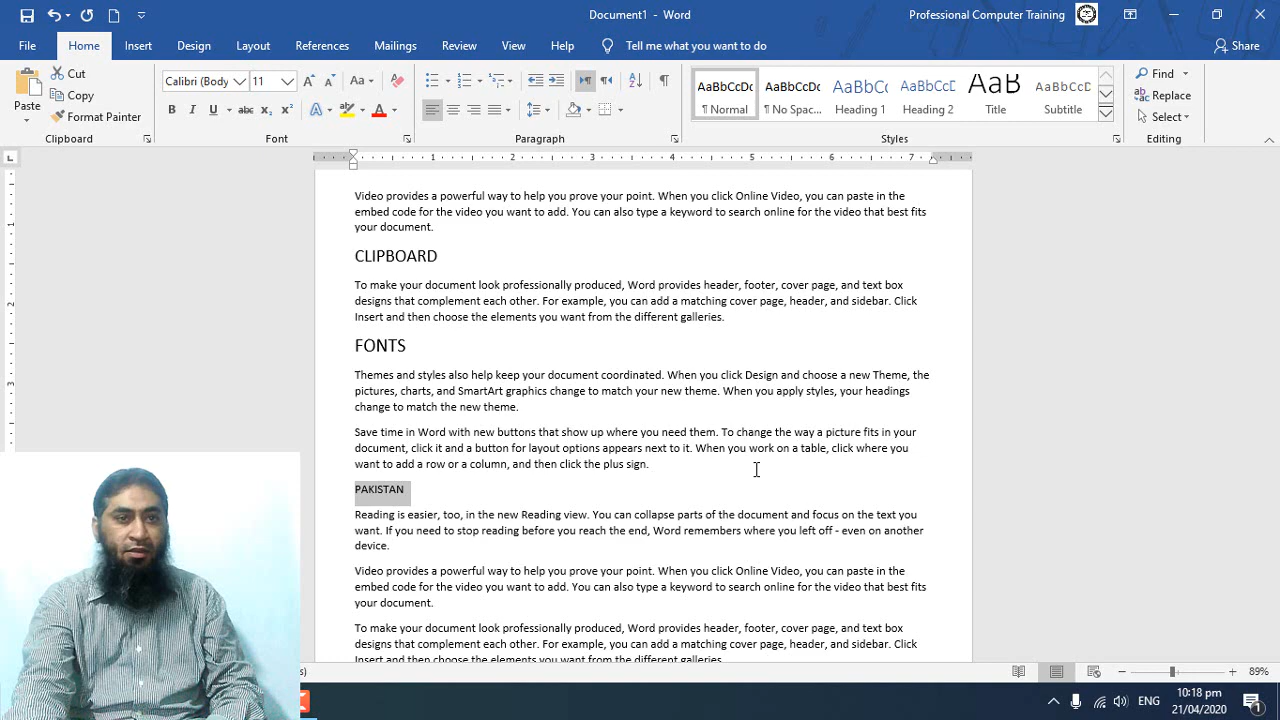 Document1 - Word
Professional Computer Training
File Home Insert Design Layout References Mailings Review View Help Tell me what you want to do
Share
Paste
Cut
Copy
Format Painter
Calibri (Body 11
Aa
B I U abc x₂ x² A A
AaBbCcDc AaBbCcDc AaBbCc AaBbCcD AaB AaBbCcD
¶ Normal ¶ No Spac... Heading 1 Heading 2 Title Subtitle
Find
Replace
Select
Clipboard Font Paragraph Styles Editing
1 2 3 4 5 6 7
1
2
3
Video provides a powerful way to help you prove your point. When you click Online Video, you can paste in the
embed code for the video you want to add. You can also type a keyword to search online for the video that best fits
your document.
CLIPBOARD
To make your document look professionally produced, Word provides header, footer, cover page, and text box
designs that complement each other. For example, you can add a matching cover page, header, and sidebar. Click
Insert and then choose the elements you want from the different galleries.
FONTS
Themes and styles also help keep your document coordinated. When you click Design and choose a new Theme, the
pictures, charts, and SmartArt graphics change to match your new theme. When you apply styles, your headings
change to match the new theme.
Save time in Word with new buttons that show up where you need them. To change the way a picture fits in your
document, click it and a button for layout options appears next to it. When you work on a table, click where you
want to add a row or a column, and then click the plus sign.
PAKISTAN
Reading is easier, too, in the new Reading view. You can collapse parts of the document and focus on the text you
want. If you need to stop reading before you reach the end, Word remembers where you left off - even on another
device.
Video provides a powerful way to help you prove your point. When you click Online Video, you can paste in the
embed code for the video you want to add. You can also type a keyword to search online for the video that best fits
your document.
To make your document look professionally produced, Word provides header, footer, cover page, and text box
designs that complement each other. For example, you can add a matching cover page, header, and sidebar. Click
Insert and then choose the elements you want from the different galleries.
s)
89%
ENG
10:18 pm
21/04/2020
1